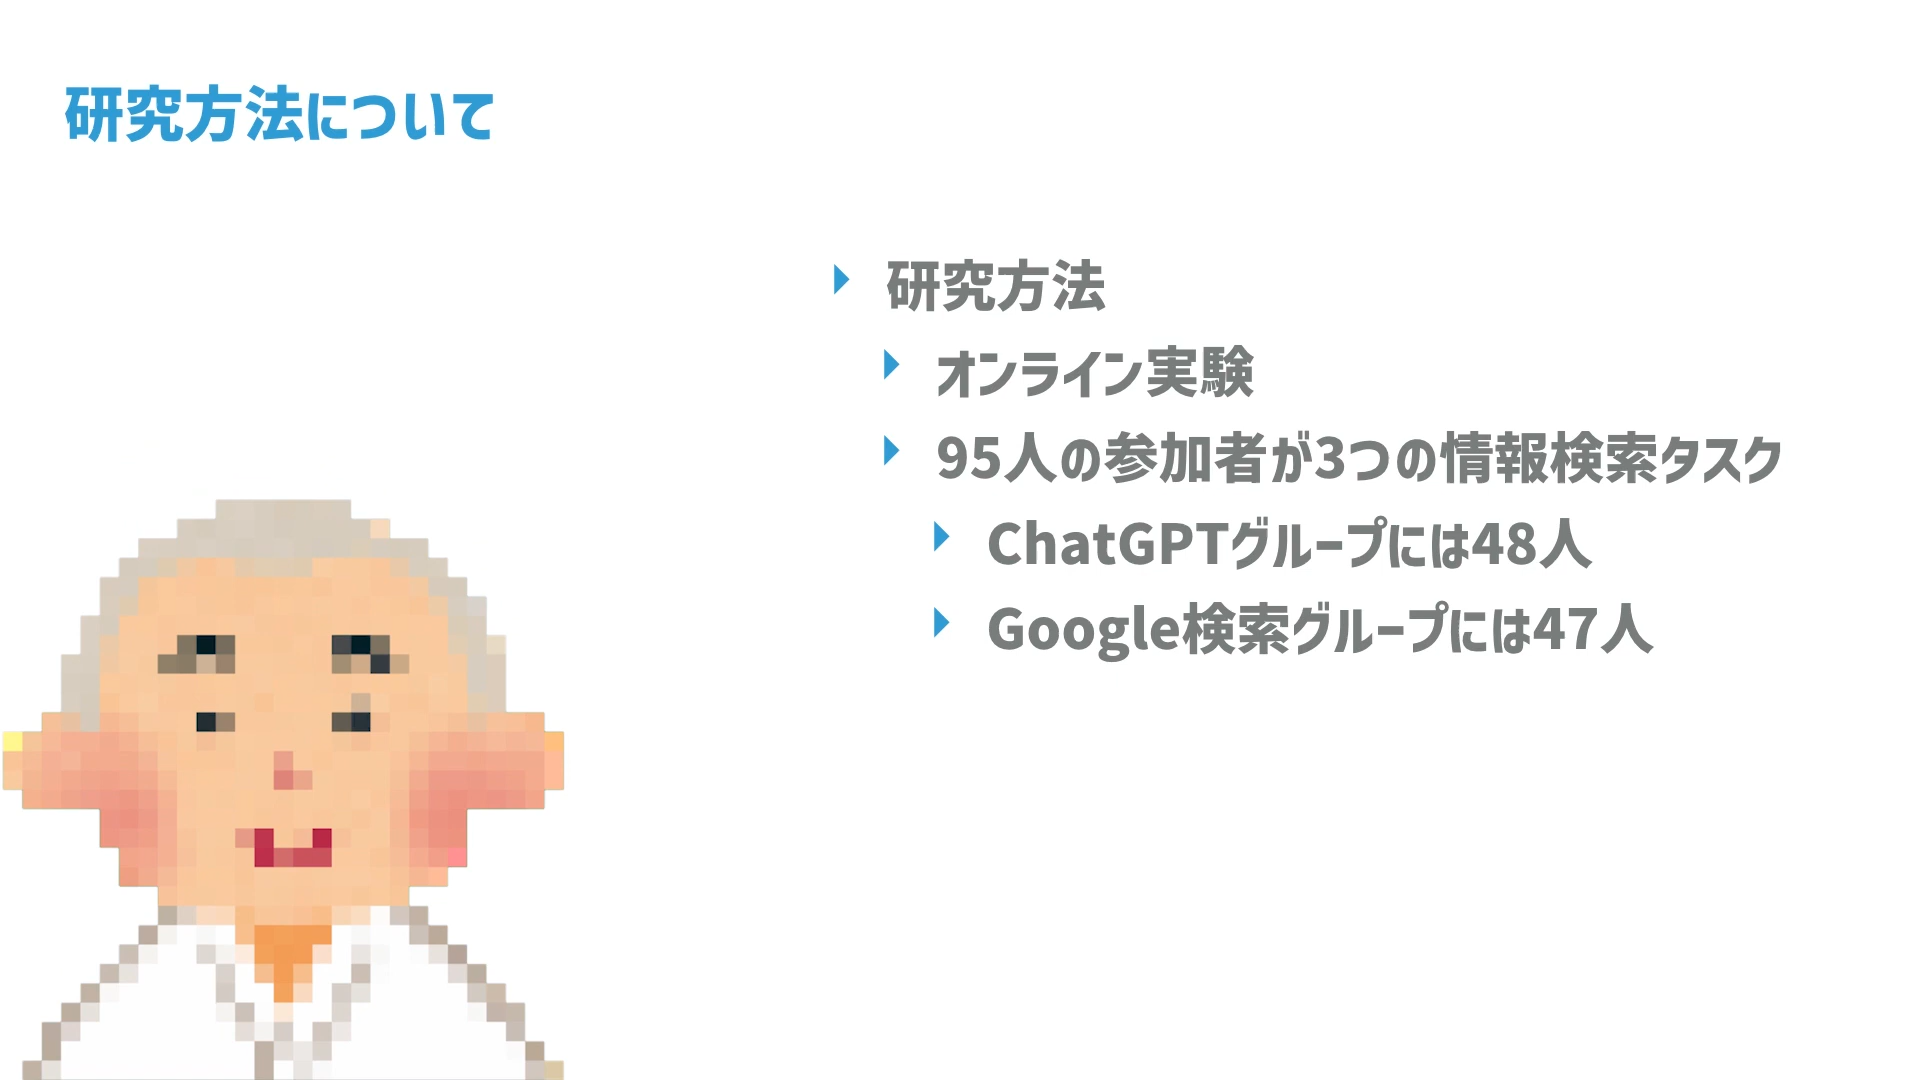 研究方法について
研究方法
オンライン実験
95人の参加者が3つの情報検索タスク
ChatGPTグループには48人
Google検索グループには47人